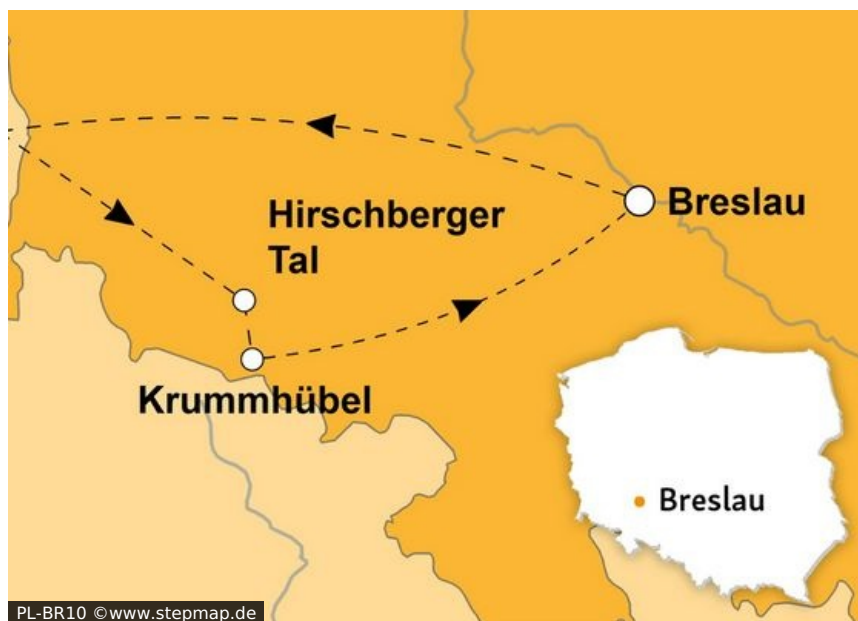 Hirschberger
Tal
Breslau
Krummhübel
Breslau
PL-BR10 ©www.stepmap.de